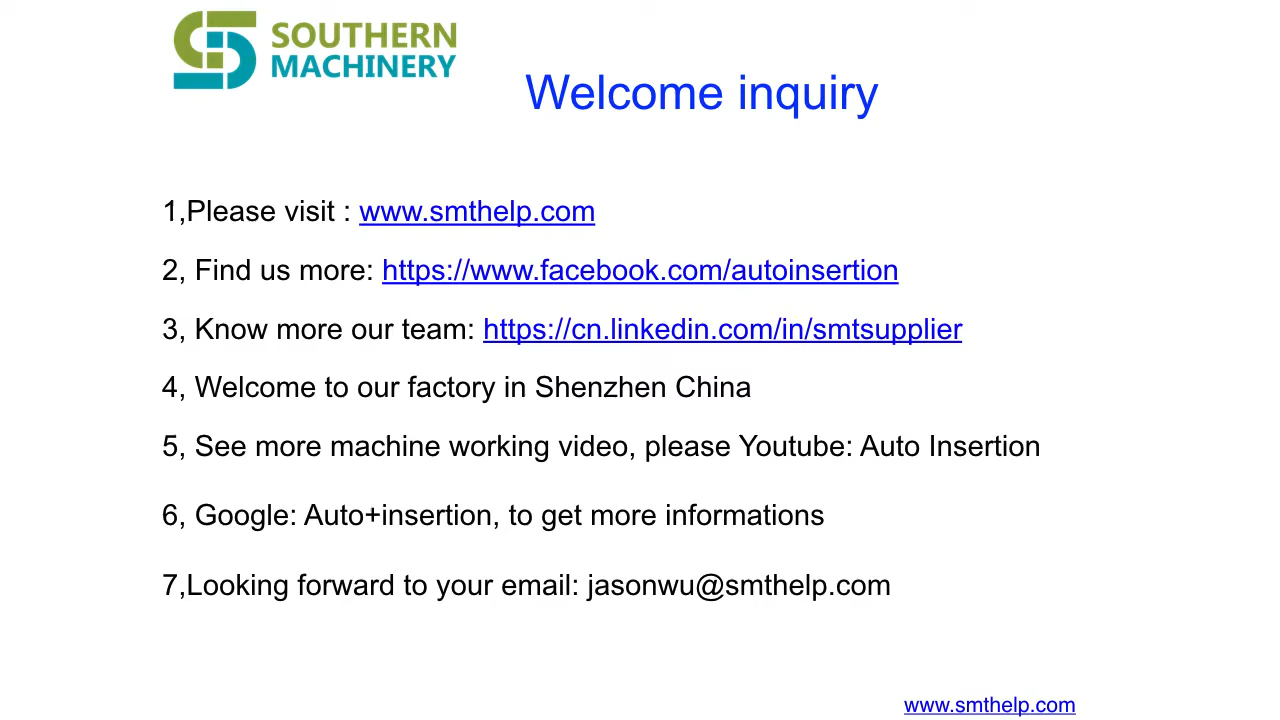 SOUTHERN
MACHINERY
Welcome inquiry
1,Please visit : www.smthelp.com
2, Find us more: https://www.facebook.com/autoinsertion
3, Know more our team: https://cn.linkedin.com/in/smtsupplier
4, Welcome to our factory in Shenzhen China
5, See more machine working video, please Youtube: Auto Insertion
6, Google: Auto+insertion, to get more informations
7,Looking forward to your email: jasonwu@smthelp.com
www.smthelp.com